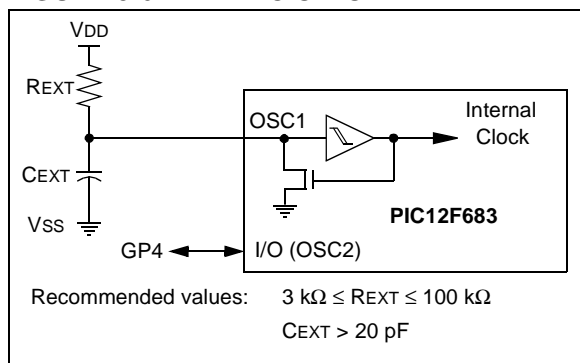 VDD
REXT
OSC1
Internal
Clock
CEXT
PIC12F683
VSS
GP4
I/O (OSC2)
Recommended values: 3 kΩ ≤ REXT ≤ 100 kΩ
CEXT > 20 pF